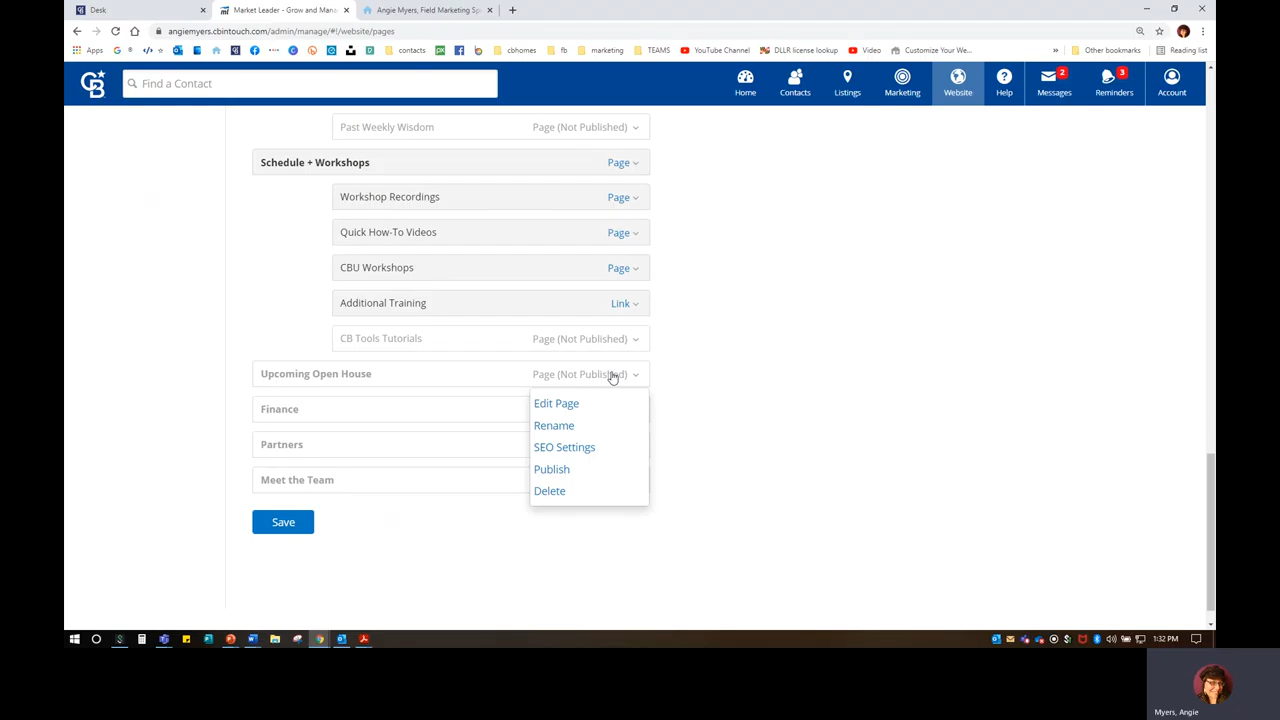 Desk
Market Leader - Grow and Mana
Angie Myers, Field Marketing Sp
angiemyers.cbintouch.com/admin/manage/#!/website/pages
Apps
contacts
cbhomes
fb
marketing
TEAMS
YouTube Channel
DLLR license lookup
Video
Customize Your We...
Other bookmarks
Reading list
CB
Find a Contact
Home
Contacts
Listings
Marketing
Website
Help
Messages
2
Reminders
3
Account
Past Weekly Wisdom Page (Not Published)
Schedule + Workshops Page
Workshop Recordings Page
Quick How-To Videos Page
CBU Workshops Page
Additional Training Link
CB Tools Tutorials Page (Not Published)
Upcoming Open House Page (Not Published)
Edit Page
Finance
Rename
Partners
SEO Settings
Publish
Meet the Team
Delete
Save
1:32 PM
Myers, Angie